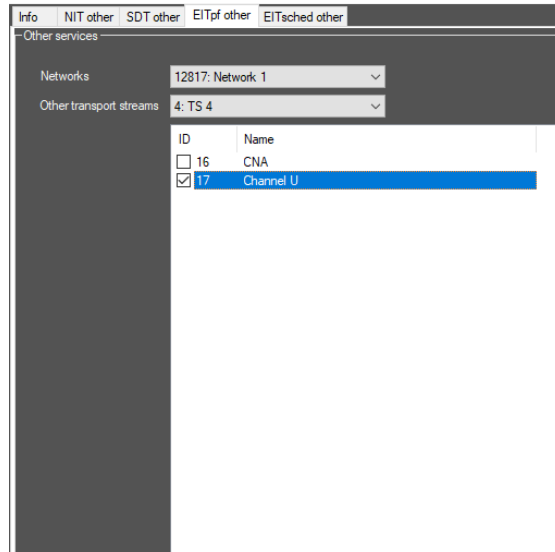 Info NIT other SDT other EITpf other EITsched other
Other services
Networks 12817: Network 1
Other transport streams 4: TS 4
ID Name
16 CNA
17 Channel U